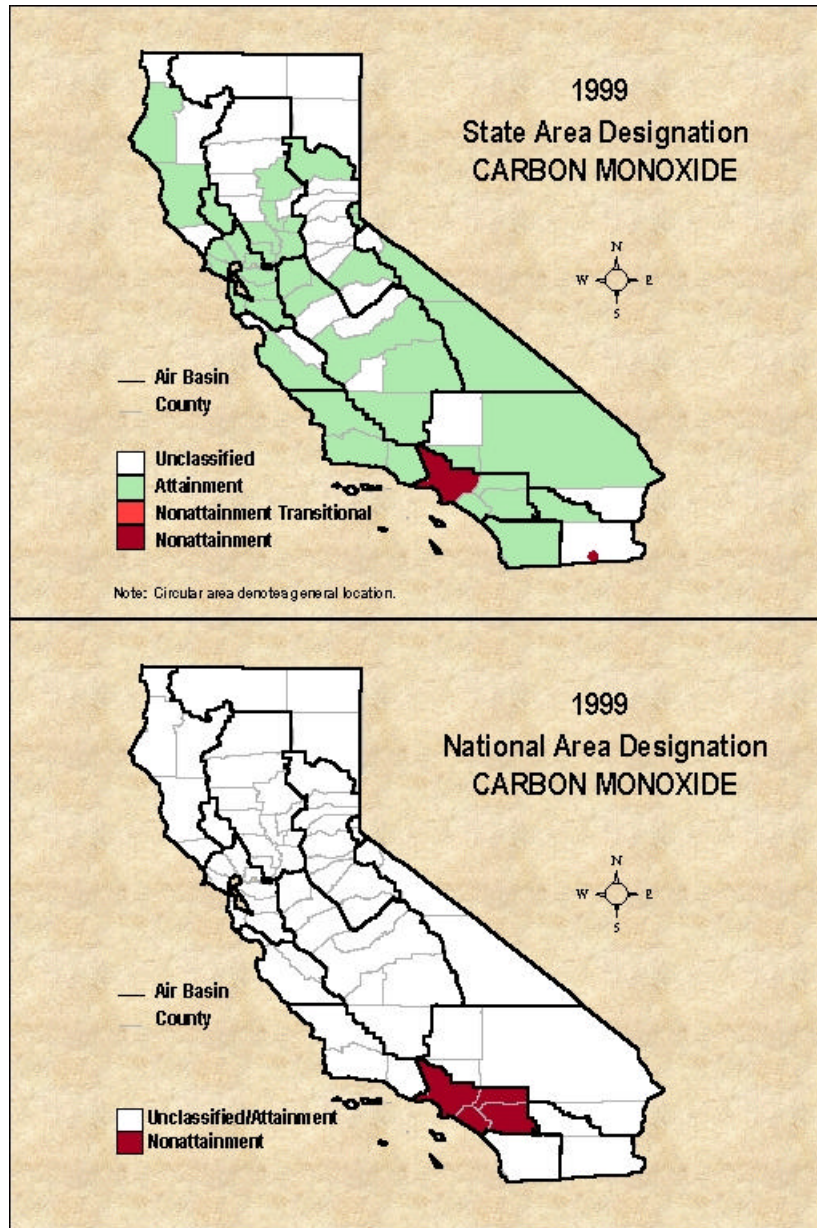 1999
State Area Designation
CARBON MONOXIDE
N
W E
S
Air Basin
County
Unclassified
Attainment
Nonattainment Transitional
Nonattainment
Note: Circular area denotes general location.
1999
National Area Designation
CARBON MONOXIDE
N
W E
S
Air Basin
County
Unclassified/Attainment
Nonattainment